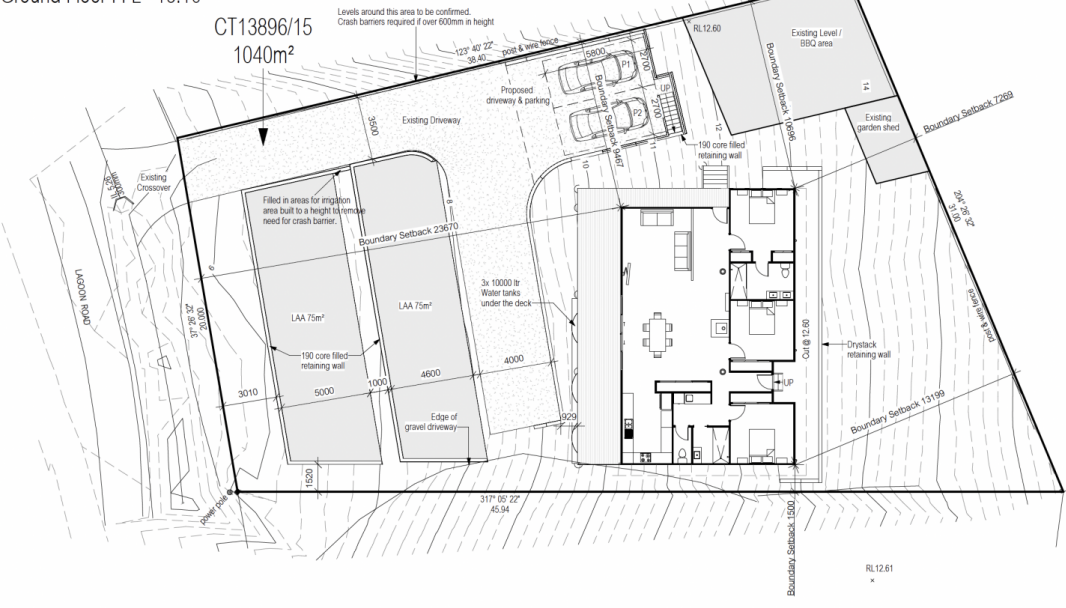 CT13896/15
1040m²
Levels around this area to be confirmed.
Crash barriers required if over 600mm in height
123° 40' 22"
38.40
post & wire fence
RL12.60
Existing Level /
BBQ area
14
Existing
garden shed
Boundary Setback 7269
Boundary Setback 10696
5800
2700
P1
UP
Proposed
driveway & parking
Boundary Setback 9467
P2
2700
12
11
10
190 core filled
retaining wall
Existing Driveway
3500
Existing
Crossover
300mm
Filled in areas for irrigation
area built to a height to remove
need for crash barrier.
8
Boundary Setback 23670
6
204° 26' 32"
31.00
post & wire fence
LAGOON ROAD
20.000
37° 26' 32"
LAA 75m²
LAA 75m²
3x 10000 ltr
Water tanks
under the deck
Cut @ 12.60
Drystack
retaining wall
190 core filled
retaining wall
3010
5000
1000
4600
4000
UP
929
Boundary Setback 13199
Edge of
gravel driveway
1520
power pole
317° 05' 22"
45.94
Boundary Setback 1500
RL12.61